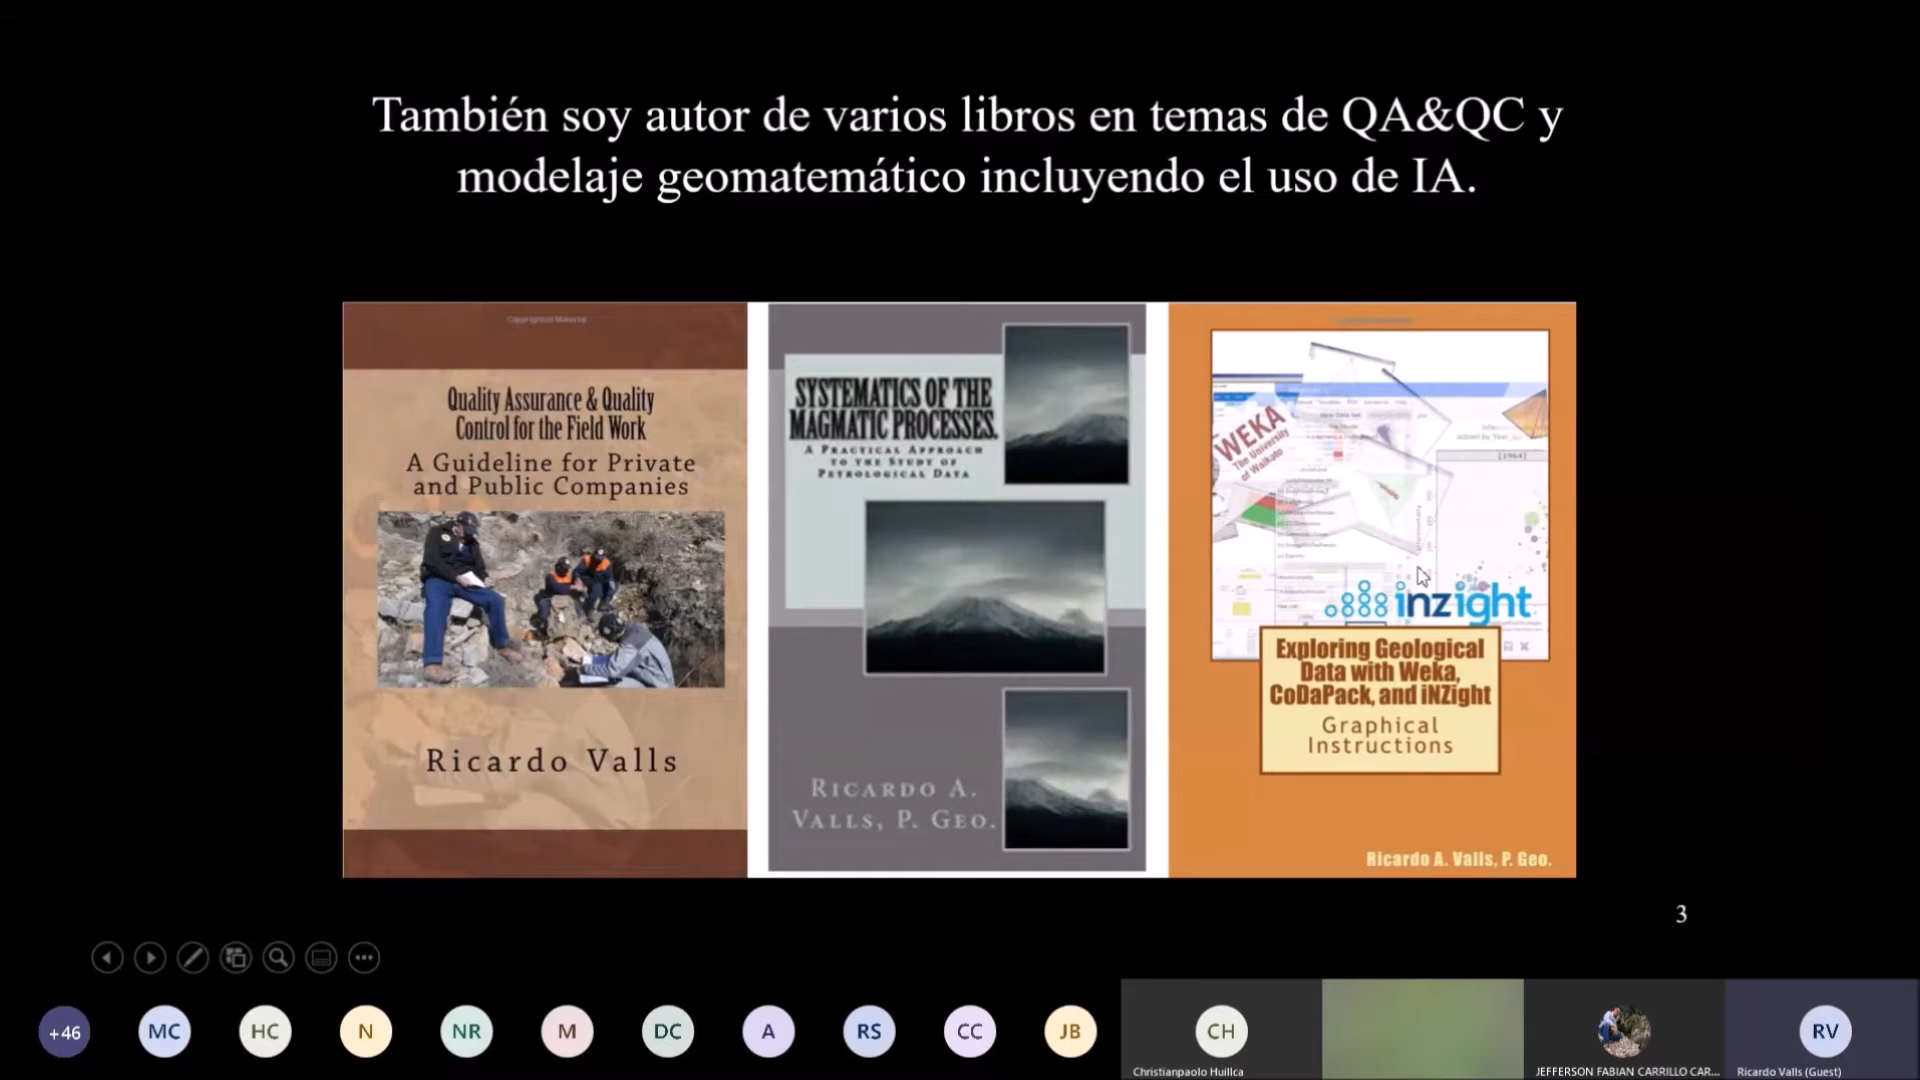 También soy autor de varios libros en temas de QA&QC y
modelaje geomatemático incluyendo el uso de IA.
Copyrighted Material
Quality Assurance & Quality
Control for the Field Work
A Guideline for Private
and Public Companies
Ricardo Valls
SYSTEMATICS OF THE
MAGMATIC PROCESSES.
A PRACTICAL APPROACH
TO THE STUDY OF
PETROLOGICAL DATA
RICARDO A.
VALLS, P. GEO.
WEKA
The University
of Waikato
[1964]
inzight
Exploring Geological
Data with Weka,
CoDaPack, and iNZight
Graphical
Instructions
Ricardo A. Valls, P. Geo.
3
+46
MC
HC
N
NR
M
DC
A
RS
CC
JB
CH
RV
Christianpaolo Huillca
JEFFERSON FABIAN CARRILLO CAR...
Ricardo Valls (Guest)